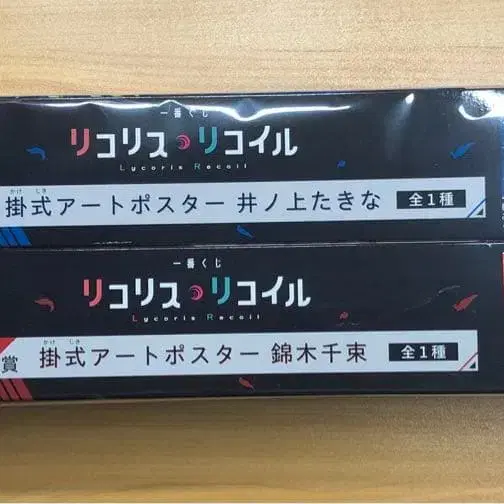 一番くじ
リコリス・リコイル
Lycoris Recoil
かけ しき
掛式アートポスター 井ノ上たきな 全1種
一番くじ
リコリス・リコイル
Lycoris Recoil
かけ しき
賞 掛式アートポスター 錦木千束 全1種